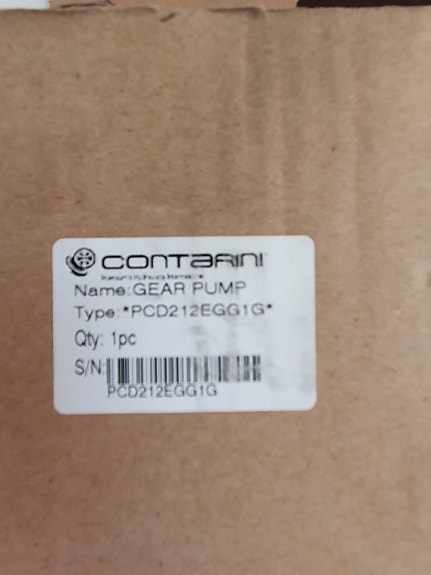 CONTARINI
Name:GEAR PUMP
Type:*PCD212EGG1G*
Qty: 1pc
S/N:
PCD212EGG1G